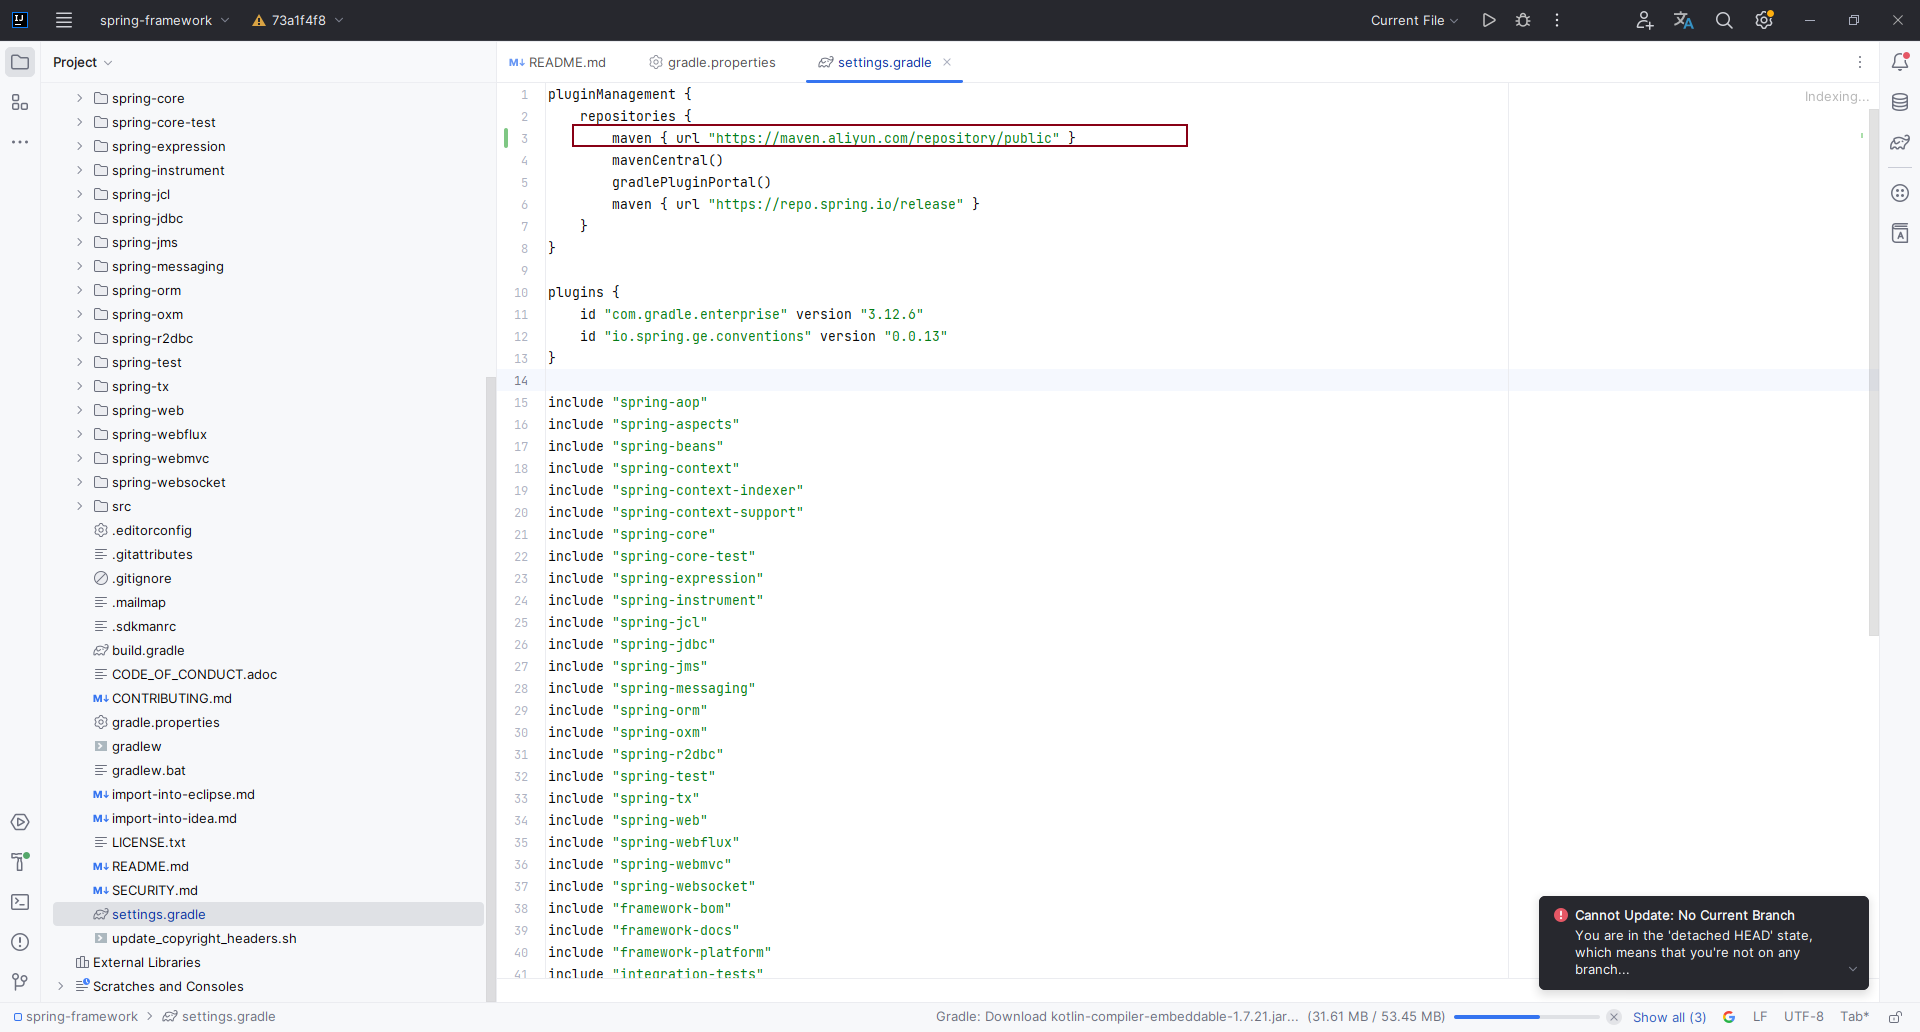 spring-framework
73a1f4f8
Current File
Project
README.md
gradle.properties
settings.gradle
spring-core
spring-core-test
spring-expression
spring-instrument
spring-jcl
spring-jdbc
spring-jms
spring-messaging
spring-orm
spring-oxm
spring-r2dbc
spring-test
spring-tx
spring-web
spring-webflux
spring-webmvc
spring-websocket
src
.editorconfig
.gitattributes
.gitignore
.mailmap
.sdkmanrc
build.gradle
CODE_OF_CONDUCT.adoc
CONTRIBUTING.md
gradle.properties
gradlew
gradlew.bat
import-into-eclipse.md
import-into-idea.md
LICENSE.txt
README.md
SECURITY.md
settings.gradle
update_copyright_headers.sh
External Libraries
Scratches and Consoles
Indexing...
1 pluginManagement {
2 repositories {
3 maven { url "https://maven.aliyun.com/repository/public" }
4 mavenCentral()
5 gradlePluginPortal()
6 maven { url "https://repo.spring.io/release" }
7 }
8 }
9
10 plugins {
11 id "com.gradle.enterprise" version "3.12.6"
12 id "io.spring.ge.conventions" version "0.0.13"
13 }
14
15 include "spring-aop"
16 include "spring-aspects"
17 include "spring-beans"
18 include "spring-context"
19 include "spring-context-indexer"
20 include "spring-context-support"
21 include "spring-core"
22 include "spring-core-test"
23 include "spring-expression"
24 include "spring-instrument"
25 include "spring-jcl"
26 include "spring-jdbc"
27 include "spring-jms"
28 include "spring-messaging"
29 include "spring-orm"
30 include "spring-oxm"
31 include "spring-r2dbc"
32 include "spring-test"
33 include "spring-tx"
34 include "spring-web"
35 include "spring-webflux"
36 include "spring-webmvc"
37 include "spring-websocket"
38 include "framework-bom"
39 include "framework-docs"
40 include "framework-platform"
41 include "integration-tests"
Cannot Update: No Current Branch
You are in the 'detached HEAD' state,
which means that you're not on any
branch...
spring-framework > settings.gradle
Gradle: Download kotlin-compiler-embeddable-1.7.21.jar... (31.61 MB / 53.45 MB)
Show all (3)
LF
UTF-8
Tab*